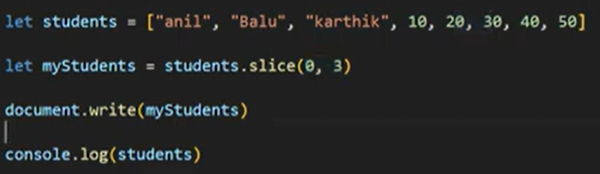 let students = ["anil", "Balu", "karthik", 10, 20, 30, 40, 50]
let myStudents = students.slice(0, 3)
document.write(myStudents)
console.log(students)